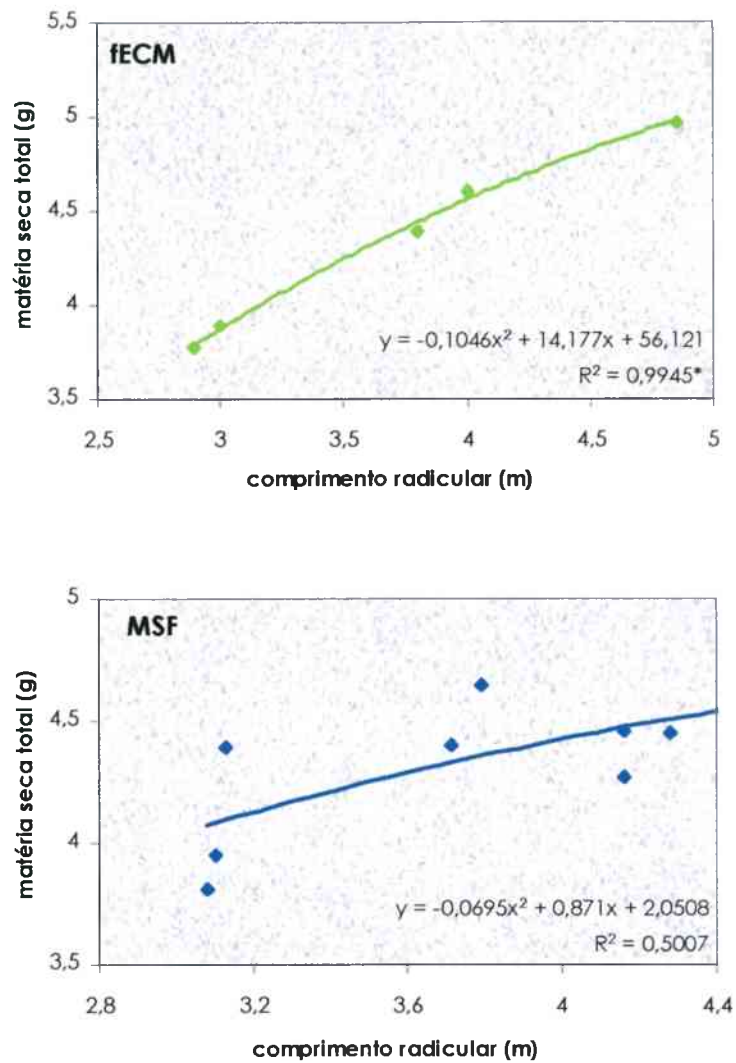 fECM
matéria seca total (g)
5,5
5
4,5
4
3,5
y = -0,1046x² + 14,177x + 56,121
R² = 0,9945*
2,5 3 3,5 4 4,5 5
comprimento radicular (m)
MSF
matéria seca total (g)
5
4,5
4
3,5
y = -0,0695x² + 0,871x + 2,0508
R² = 0,5007
2,8 3,2 3,6 4 4,4
comprimento radicular (m)